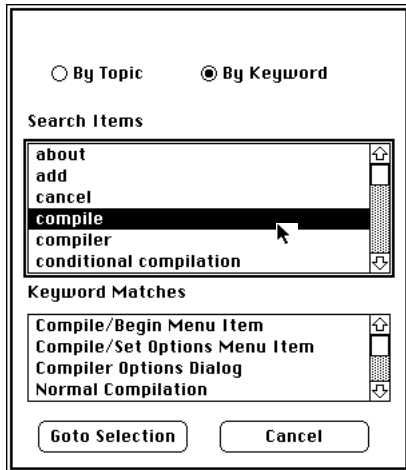 By Topic By Keyword
Search Items
about
add
cancel
compile
compiler
conditional compilation
Keyword Matches
Compile/Begin Menu Item
Compile/Set Options Menu Item
Compiler Options Dialog
Normal Compilation
Goto Selection Cancel